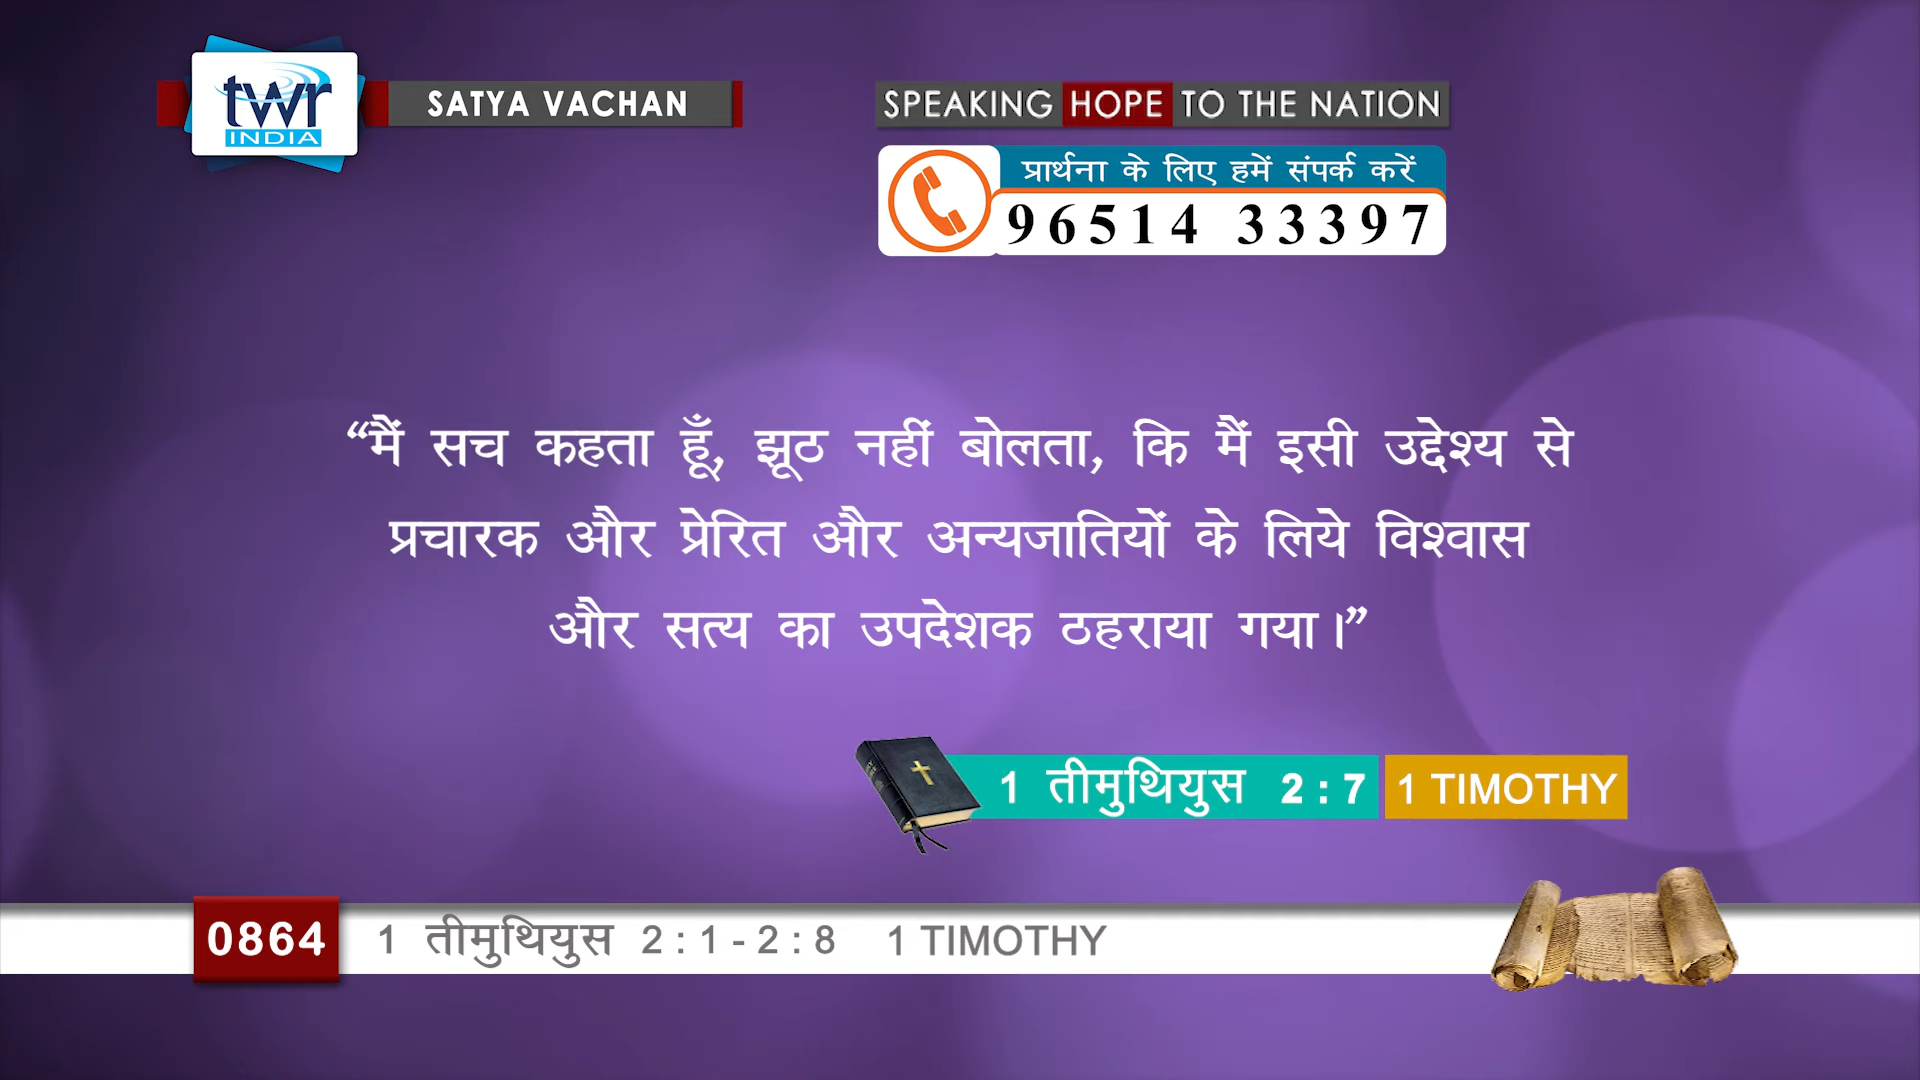 twr
INDIA
SATYA VACHAN
SPEAKING HOPE TO THE NATION
प्रार्थना के लिए हमें संपर्क करें
96514 33397
“मैं सच कहता हूँ, झूठ नहीं बोलता, कि मैं इसी उद्देश्य से
प्रचारक और प्रेरित और अन्यजातियों के लिये विश्वास
और सत्य का उपदेशक ठहराया गया।”
1 तीमुथियुस 2 : 7 1 TIMOTHY
0864 1 तीमुथियुस 2 : 1 - 2 : 8 1 TIMOTHY